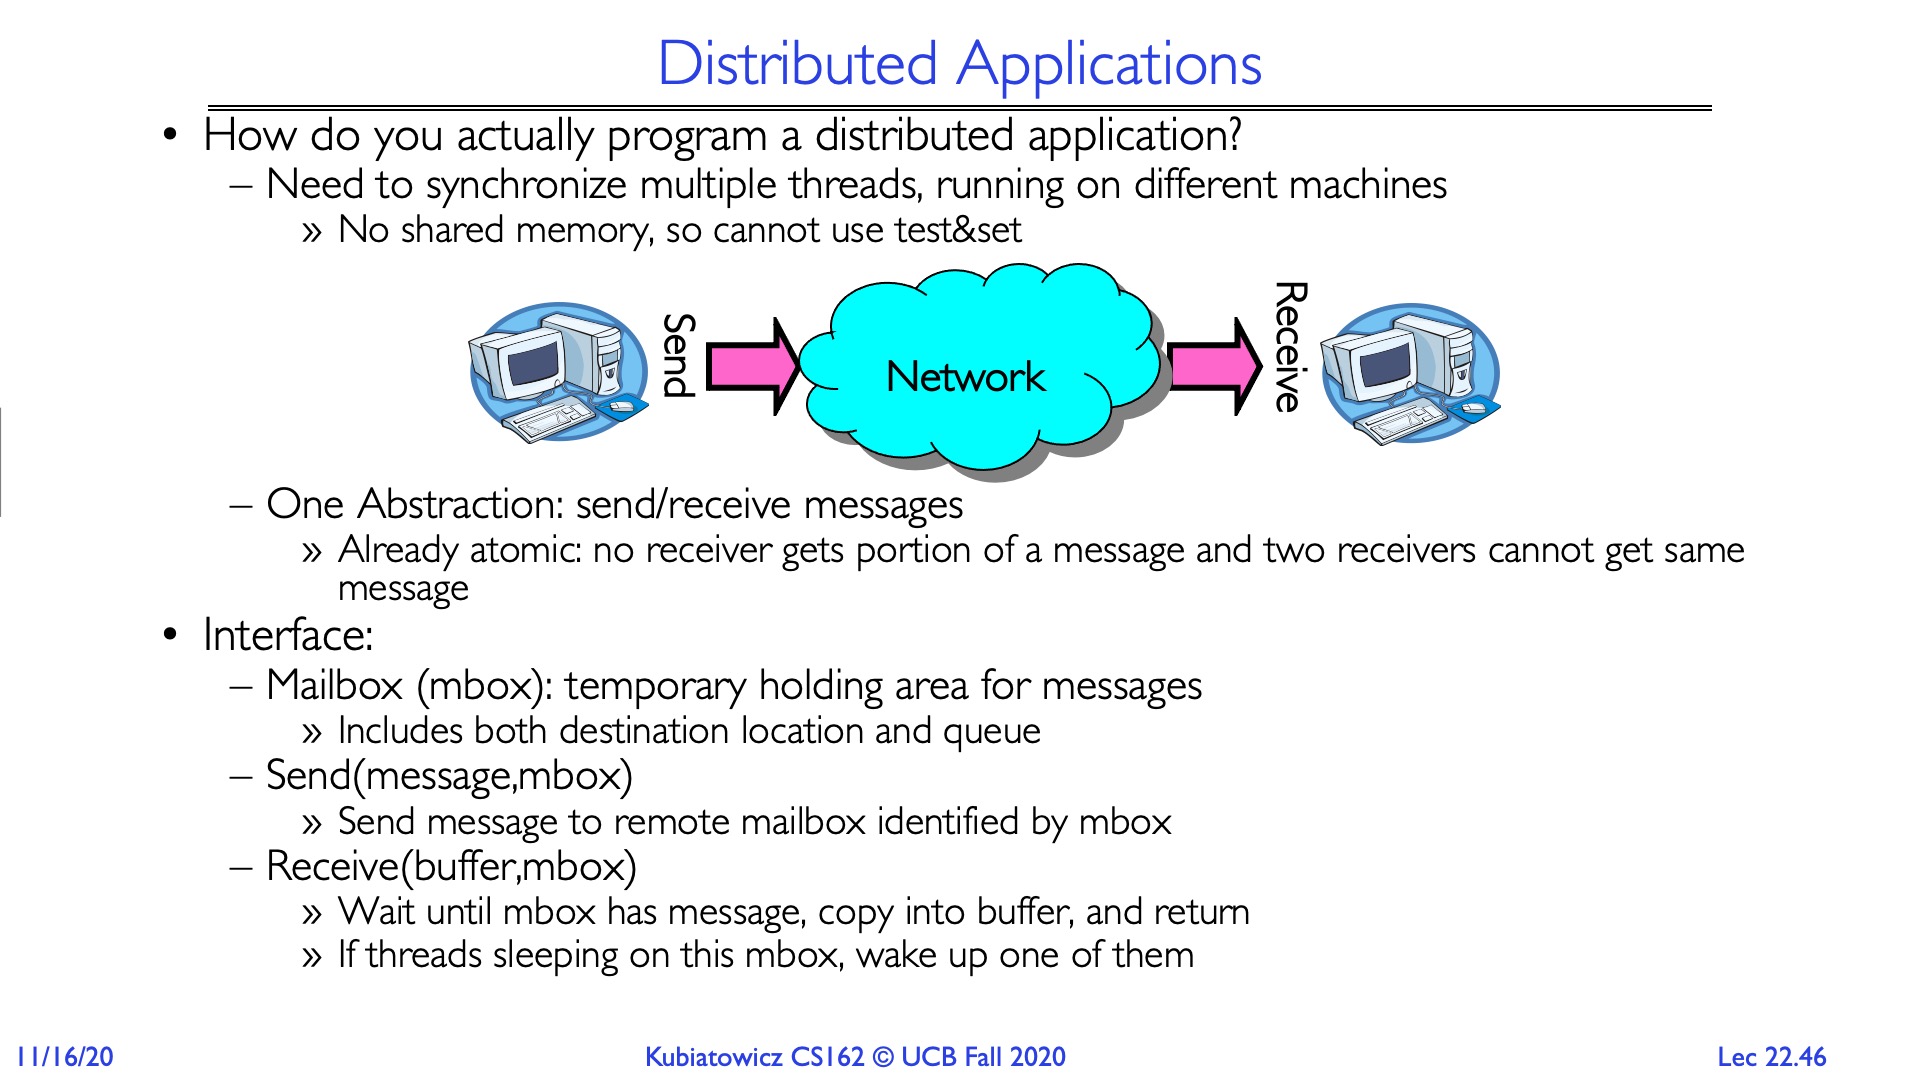 Distributed Applications
• How do you actually program a distributed application?
– Need to synchronize multiple threads, running on different machines
» No shared memory, so cannot use test&set
Send
Network
Receive
– One Abstraction: send/receive messages
» Already atomic: no receiver gets portion of a message and two receivers cannot get same
message
• Interface:
– Mailbox (mbox): temporary holding area for messages
» Includes both destination location and queue
– Send(message,mbox)
» Send message to remote mailbox identified by mbox
– Receive(buffer,mbox)
» Wait until mbox has message, copy into buffer, and return
» If threads sleeping on this mbox, wake up one of them
11/16/20
Kubiatowicz CS162 © UCB Fall 2020
Lec 22.46